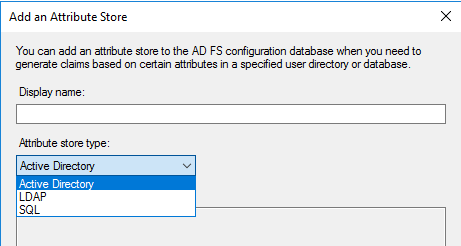 Add an Attribute Store
You can add an attribute store to the AD FS configuration database when you need to
generate claims based on certain attributes in a specified user directory or database.
Display name:
Attribute store type:
Active Directory
Active Directory
LDAP
SQL